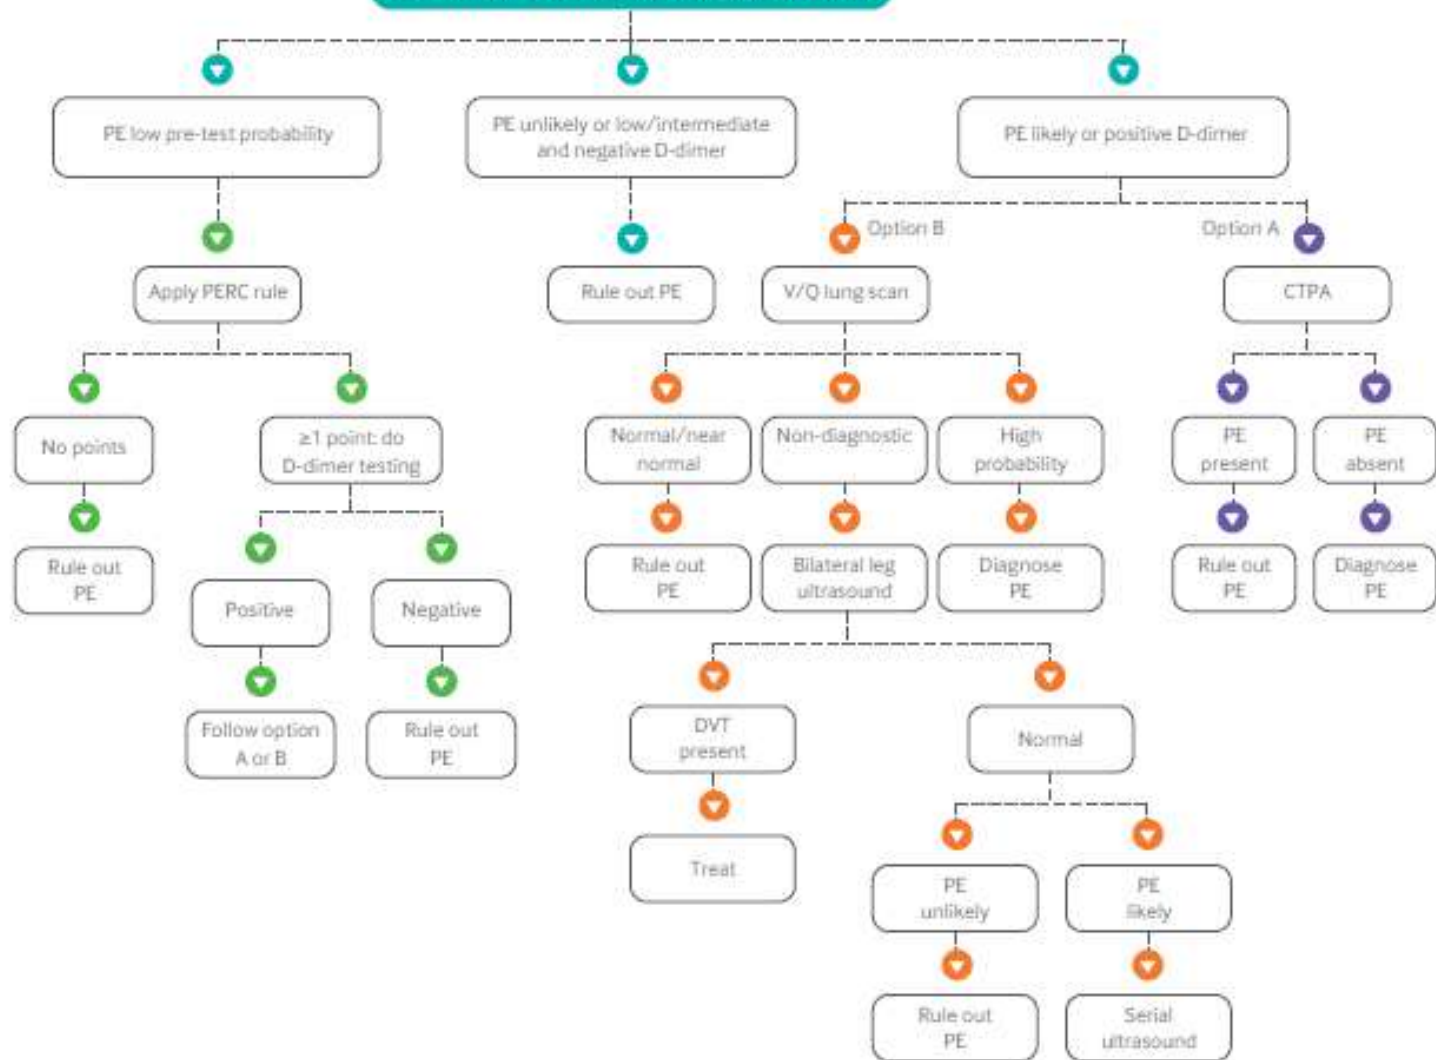 PE low pre-test probability
PE unlikely or low/intermediate
and negative D-dimer
PE likely or positive D-dimer
Option B
Option A
Apply PERC rule
Rule out PE
V/Q lung scan
CTPA
No points
≥1 point: do
D-dimer testing
Normal/near
normal
Non-diagnostic
High
probability
PE
present
PE
absent
Rule out
PE
Positive
Negative
Rule out
PE
Bilateral leg
ultrasound
Diagnose
PE
Rule out
PE
Diagnose
PE
Follow option
A or B
Rule out
PE
DVT
present
Normal
Treat
PE
unlikely
PE
likely
Rule out
PE
Serial
ultrasound